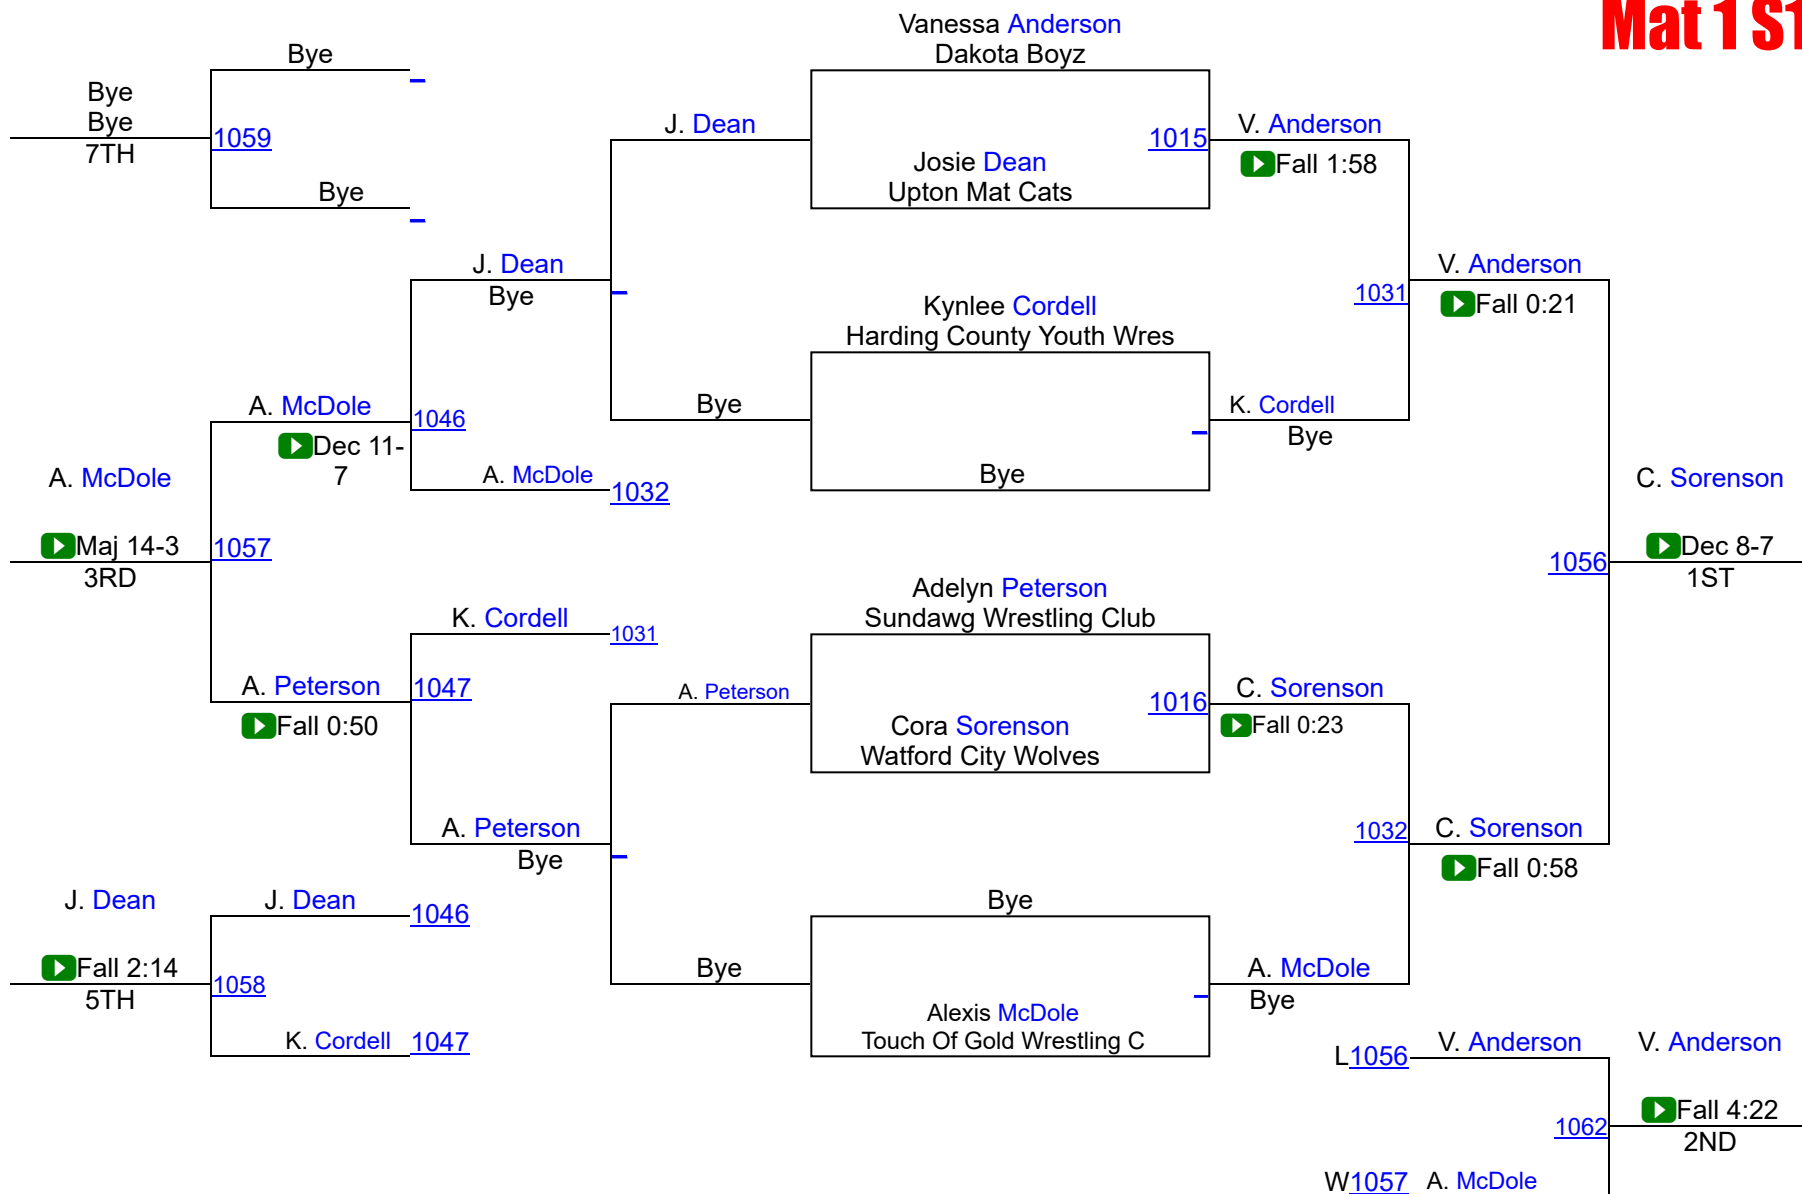 Mat 1 S1
Vanessa Anderson
Dakota Boyz
Bye
Bye
Bye
1059
7TH
Bye
J. Dean
1015
V. Anderson
Josie Dean
Upton Mat Cats
Fall 1:58
J. Dean
Bye
V. Anderson
1031
Fall 0:21
Kynlee Cordell
Harding County Youth Wres
A. McDole
1046
Bye
K. Cordell
Bye
Dec 11-
7
A. McDole
A. McDole
1032
Bye
C. Sorenson
Maj 14-3
1057
3RD
Dec 8-7
1056
1ST
Adelyn Peterson
Sundawg Wrestling Club
K. Cordell
1031
A. Peterson
1047
A. Peterson
1016
C. Sorenson
Fall 0:50
Cora Sorenson
Watford City Wolves
Fall 0:23
A. Peterson
Bye
1032
C. Sorenson
Fall 0:58
J. Dean
J. Dean
1046
Bye
Fall 2:14
1058
5TH
Bye
A. McDole
Bye
Alexis McDole
Touch Of Gold Wrestling C
K. Cordell
1047
L1056
V. Anderson
V. Anderson
Fall 4:22
1062
2ND
W1057
A. McDole